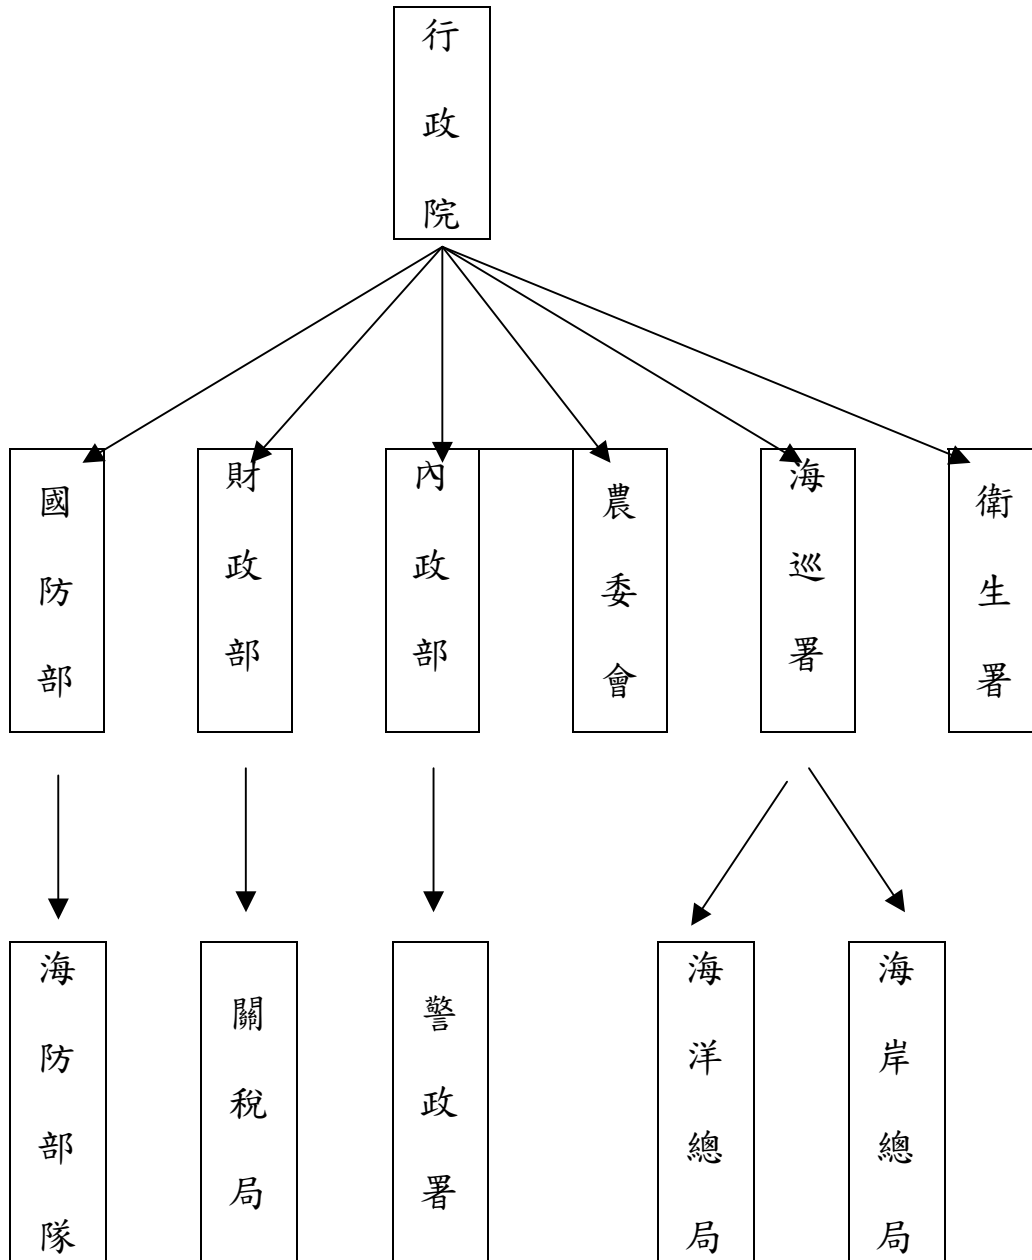 行政院
國防部
財政部
內政部
農委會
海巡署
衛生署
海防部隊
關稅局
警政署
海洋總局
海岸總局